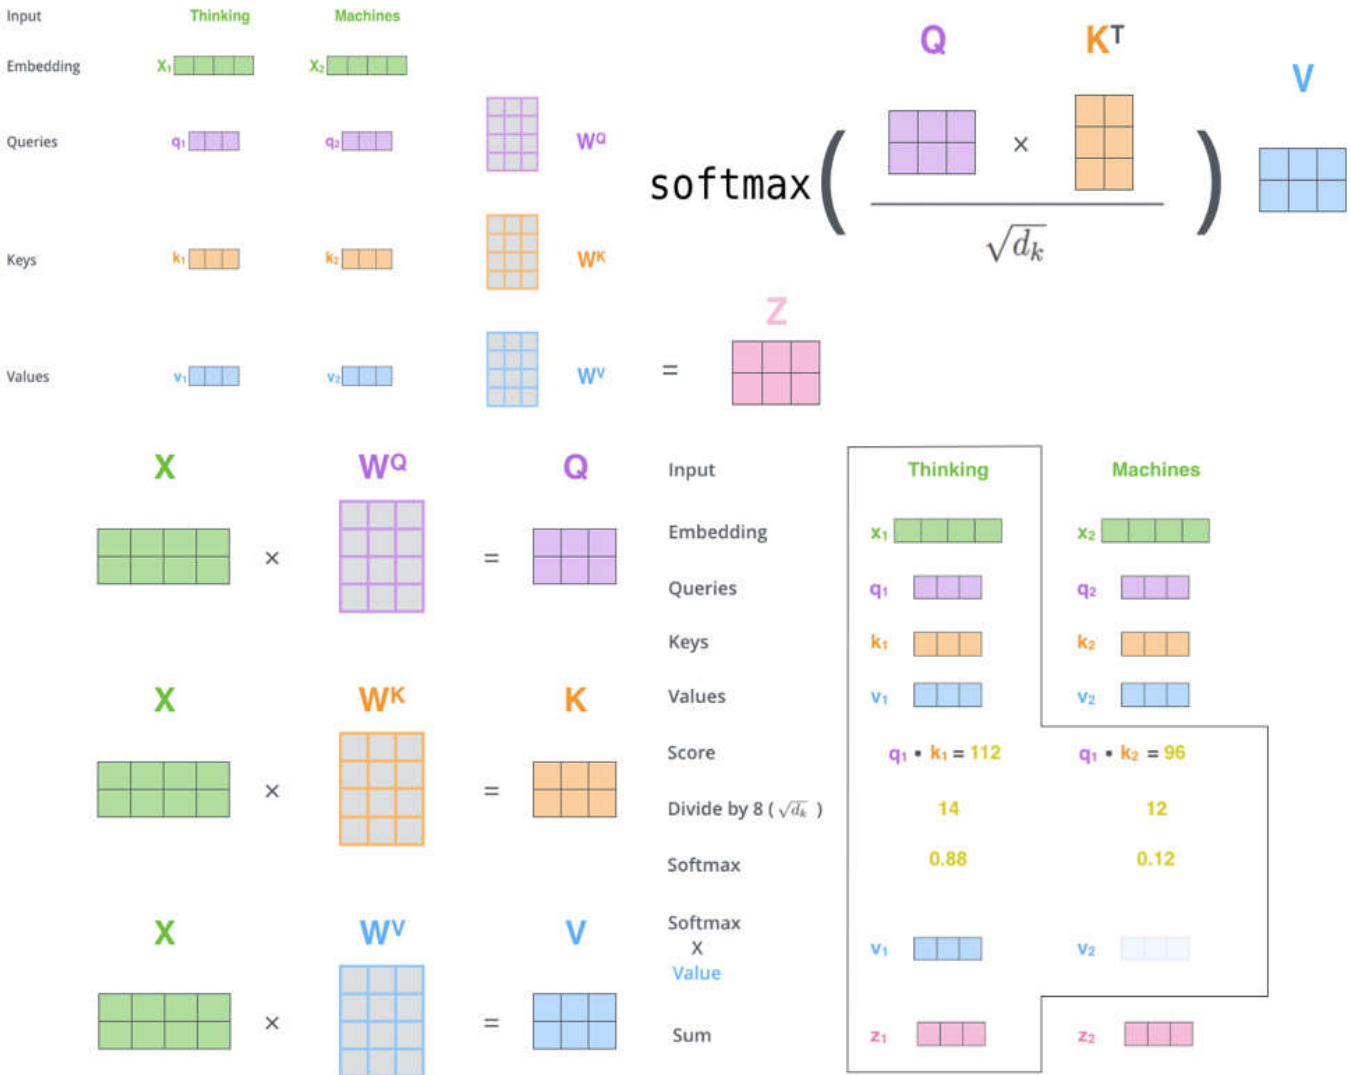 Input Thinking Machines
Embedding X₁ X₂
Queries q₁ q₂ Wᵠ
Keys k₁ k₂ Wᴷ
Values v₁ v₂ Wⱽ
Q Kᵀ V
softmax ( × )
√dₖ
Z
=
X Wᵠ Q
× =
X Wᴷ K
× =
X Wⱽ V
× =
Input Thinking Machines
Embedding x₁ x₂
Queries q₁ q₂
Keys k₁ k₂
Values v₁ v₂
Score q₁ • k₁ = 112 q₁ • k₂ = 96
Divide by 8 ( √dₖ ) 14 12
Softmax 0.88 0.12
Softmax
X v₁ v₂
Value
Sum z₁ z₂